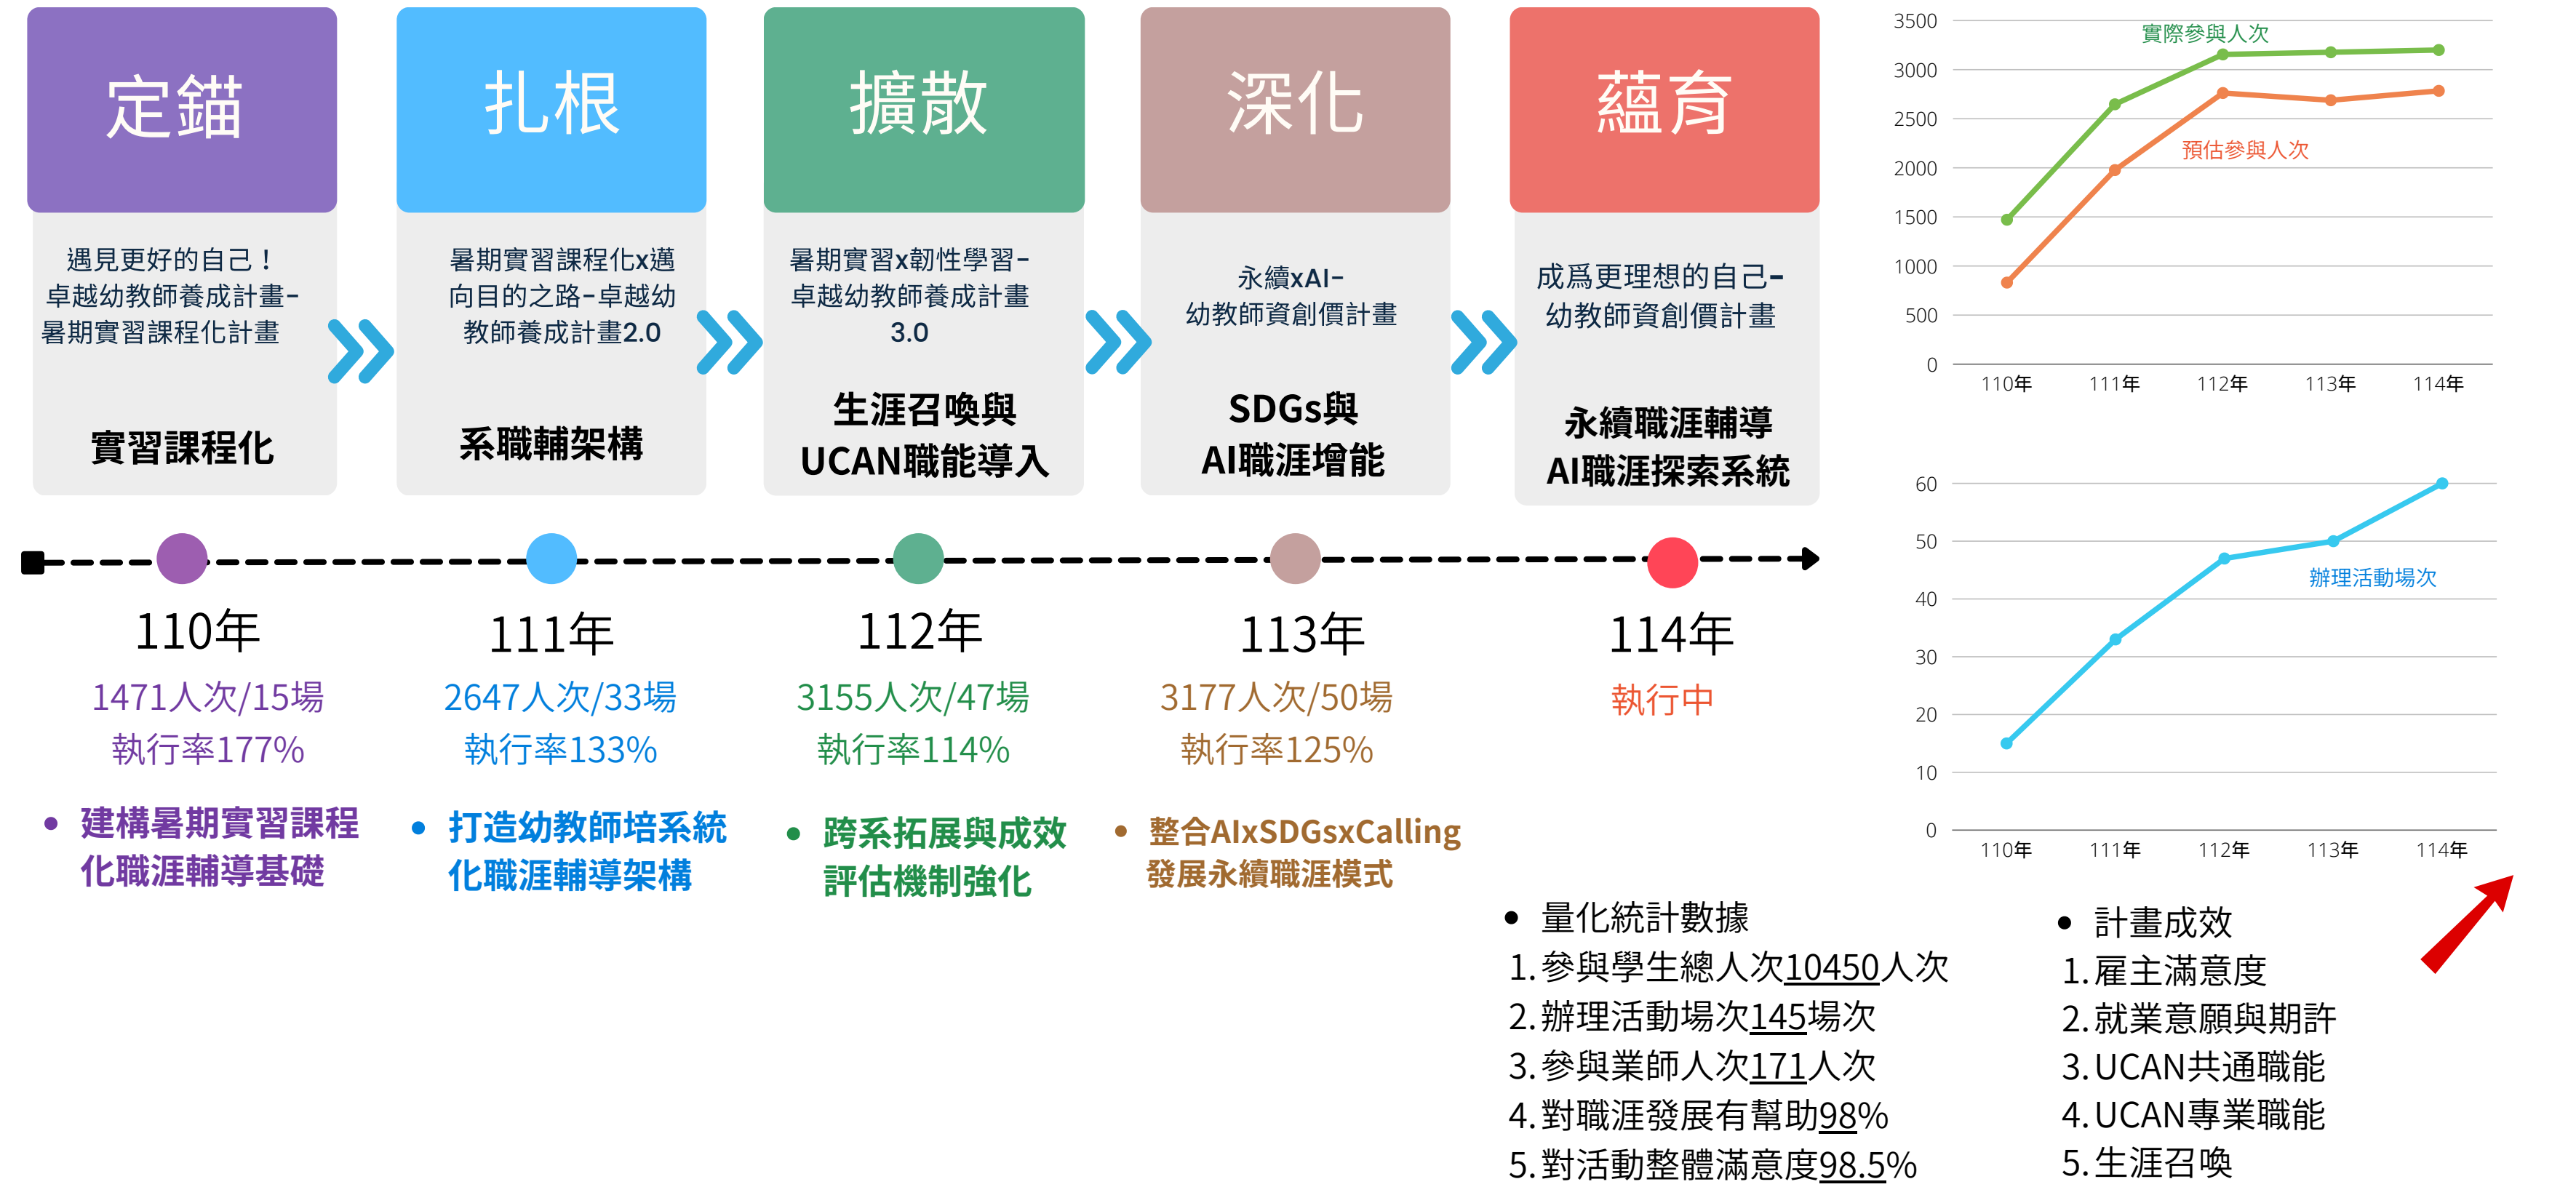 定錨
遇見更好的自己！
卓越幼教師養成計畫-
暑期實習課程化計畫
實習課程化
扎根
暑期實習課程化x邁
向目的之路-卓越幼
教師養成計畫2.0
系職輔架構
擴散
暑期實習x韌性學習-
卓越幼教師養成計畫
3.0
生涯召喚與
UCAN職能導入
深化
永續xAI-
幼教師資創價計畫
SDGs與
AI職涯增能
蘊育
成爲更理想的自己-
幼教師資創價計畫
永續職涯輔導
AI職涯探索系統
110年
1471人次/15場
執行率177%
• 建構暑期實習課程
化職涯輔導基礎
111年
2647人次/33場
執行率133%
• 打造幼教師培系統
化職涯輔導架構
112年
3155人次/47場
執行率114%
• 跨系拓展與成效
評估機制強化
113年
3177人次/50場
執行率125%
• 整合AIxSDGsxCalling
發展永續職涯模式
114年
執行中
3500
3000
2500
2000
1500
1000
500
0
實際參與人次
預估參與人次
110年 111年 112年 113年 114年
60
50
40
30
20
10
0
辦理活動場次
110年 111年 112年 113年 114年
• 量化統計數據
1.參與學生總人次10450人次
2.辦理活動場次145場次
3.參與業師人次171人次
4.對職涯發展有幫助98%
5.對活動整體滿意度98.5%
• 計畫成效
1.雇主滿意度
2.就業意願與期許
3.UCAN共通職能
4.UCAN專業職能
5.生涯召喚